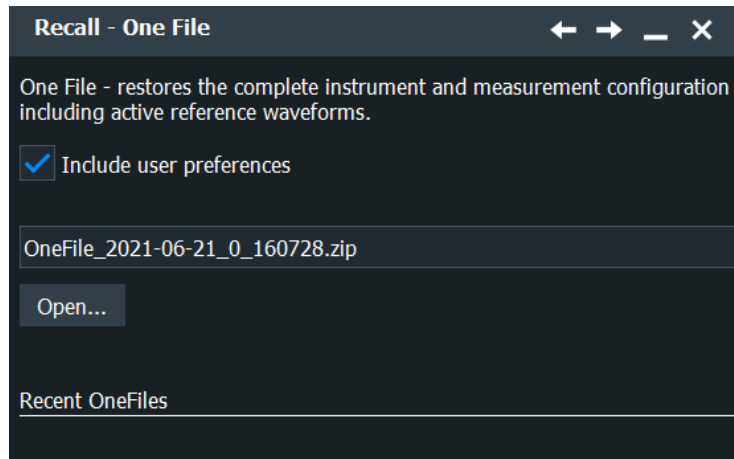 Recall - One File
One File - restores the complete instrument and measurement configuration
including active reference waveforms.
Include user preferences
OneFile_2021-06-21_0_160728.zip
Open...
Recent OneFiles